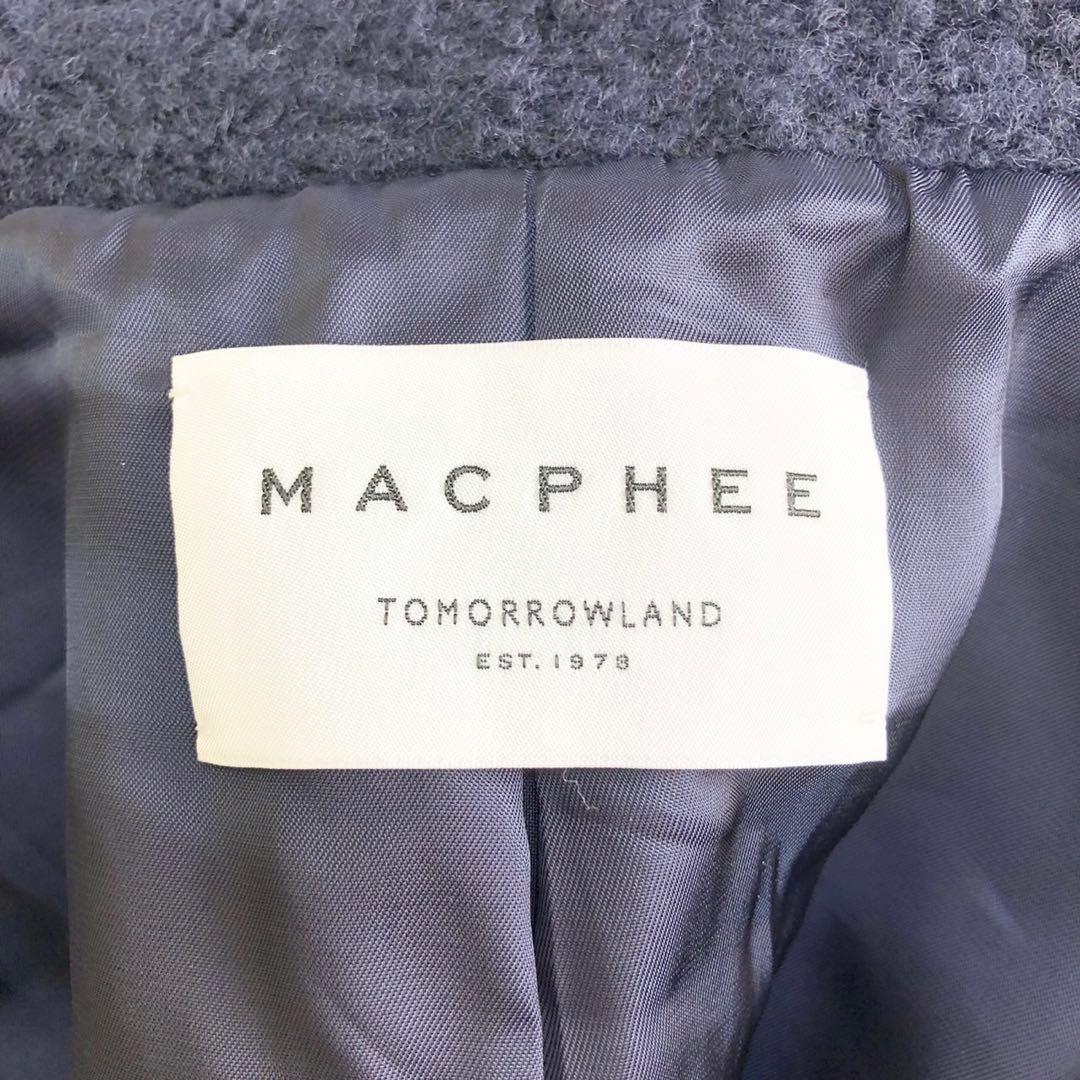 MACPHEE
TOMORROWLAND
EST. 1978